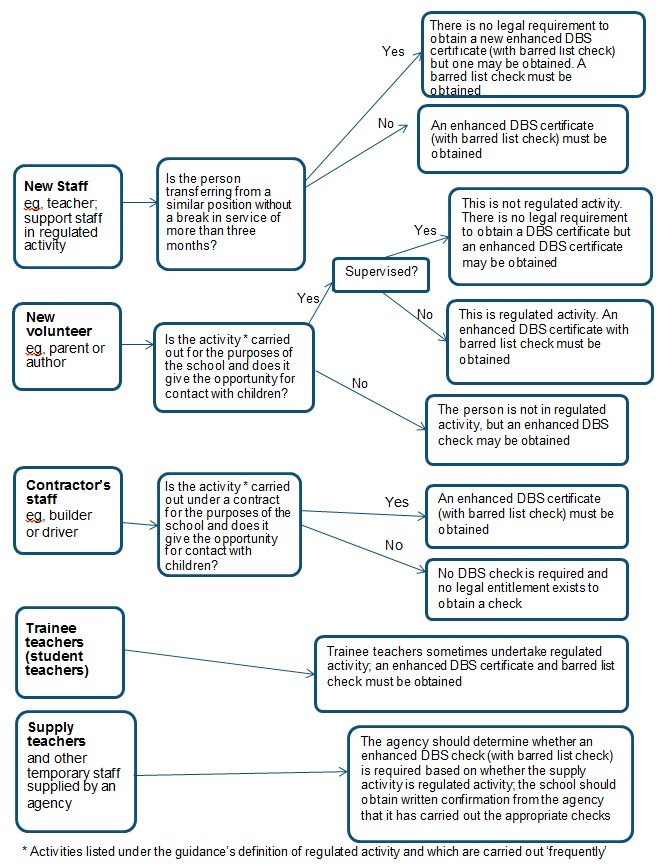 There is no legal requirement to
obtain a new enhanced DBS
certificate (with barred list check)
but one may be obtained. A
barred list check must be
obtained
Yes
No
An enhanced DBS certificate
(with barred list check) must be
obtained
New Staff
eg, teacher;
support staff
in regulated
activity
Is the person
transferring from a
similar position without
a break in service of
more than three
months?
This is not regulated activity.
There is no legal requirement
to obtain a DBS certificate but
an enhanced DBS certificate
may be obtained
Yes
Supervised?
Yes
No
This is regulated activity. An
enhanced DBS certificate with
barred list check must be
obtained
New
volunteer
eg, parent or
author
Is the activity * carried
out for the purposes of
the school and does it
give the opportunity for
contact with children?
No
The person is not in regulated
activity, but an enhanced DBS
check may be obtained
Contractor's
staff
eg, builder
or driver
Is the activity * carried
out under a contract
for the purposes of the
school and does it
give the opportunity
for contact with
children?
Yes
An enhanced DBS certificate
(with barred list check) must be
obtained
No
No DBS check is required and
no legal entitlement exists to
obtain a check
Trainee
teachers
(student
teachers)
Trainee teachers sometimes undertake regulated
activity; an enhanced DBS certificate and barred list
check must be obtained
Supply
teachers
and other
temporary staff
supplied by an
agency
The agency should determine whether an
enhanced DBS check (with barred list check)
is required based on whether the supply
activity is regulated activity; the school should
obtain written confirmation from the agency
that it has carried out the appropriate checks
* Activities listed under the guidance's definition of regulated activity and which are carried out 'frequently'